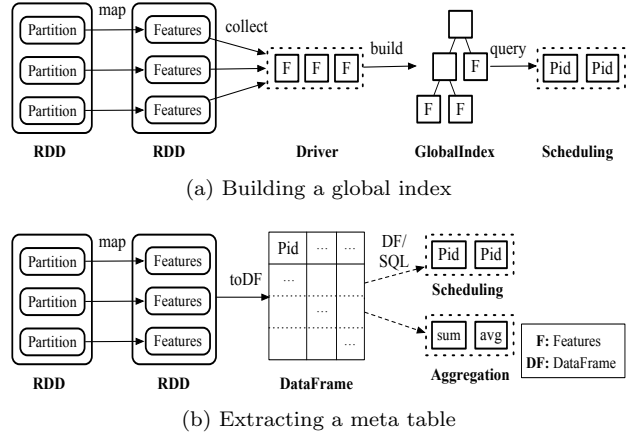 map
collect
build
query
Partition
Features
Partition
Features
Partition
Features
F F F
F
F F
Pid Pid
RDD RDD Driver GlobalIndex Scheduling
(a) Building a global index
map
toDF
DF/
SQL
Partition
Features
Partition
Features
Partition
Features
Pid ... ...
...
...
...
Pid Pid
Scheduling
sum avg
Aggregation
F: Features
DF: DataFrame
RDD RDD DataFrame
(b) Extracting a meta table